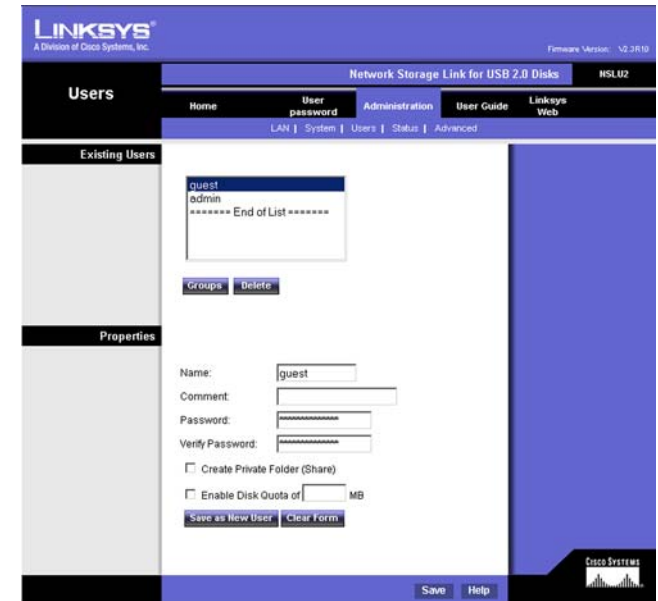 LINKSYS®
A Division of Cisco Systems, Inc.
Firmware Version: V2.3R10
Network Storage Link for USB 2.0 Disks NSLU2
Users
Home User password Administration User Guide Linksys Web
LAN | System | Users | Status | Advanced
Existing Users
guest
admin
======= End of List =======
Groups Delete
Properties
Name: guest
Comment:
Password: ^^^^^^^^^^^^^^
Verify Password: ^^^^^^^^^^^^^^
Create Private Folder (Share)
Enable Disk Quota of MB
Save as New User Clear Form
CISCO SYSTEMS
Save Help